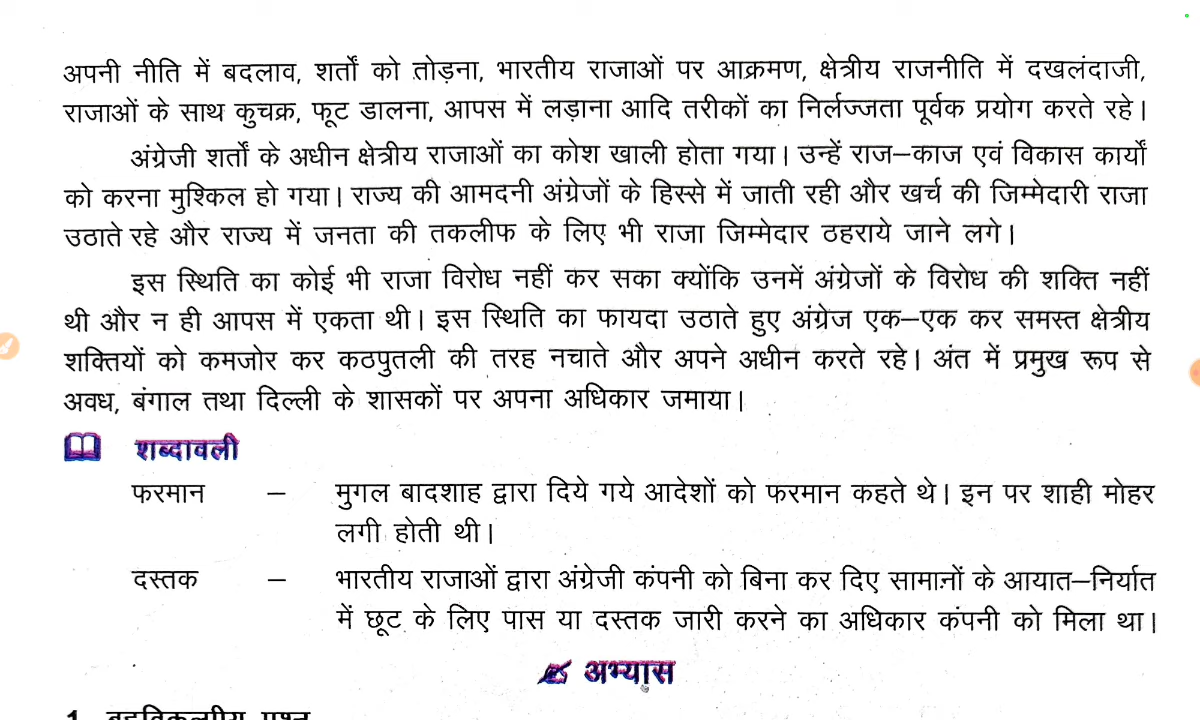 अपनी नीति में बदलाव, शर्तों को तोड़ना, भारतीय राजाओं पर आक्रमण, क्षेत्रीय राजनीति में दखलंदाजी,
राजाओं के साथ कुचक्र, फूट डालना, आपस में लड़ाना आदि तरीकों का निर्लज्जता पूर्वक प्रयोग करते रहे।
अंग्रेजी शर्तों के अधीन क्षेत्रीय राजाओं का कोश खाली होता गया। उन्हें राज–काज एवं विकास कार्यों
को करना मुश्किल हो गया। राज्य की आमदनी अंग्रेजों के हिस्से में जाती रही और खर्च की जिम्मेदारी राजा
उठाते रहे और राज्य में जनता की तकलीफ के लिए भी राजा जिम्मेदार ठहराये जाने लगे।
इस स्थिति का कोई भी राजा विरोध नहीं कर सका क्योंकि उनमें अंग्रेजों के विरोध की शक्ति नहीं
थी और न ही आपस में एकता थी। इस स्थिति का फायदा उठाते हुए अंग्रेज एक–एक कर समस्त क्षेत्रीय
शक्तियों को कमजोर कर कठपुतली की तरह नचाते और अपने अधीन करते रहे। अंत में प्रमुख रूप से
अवध, बंगाल तथा दिल्ली के शासकों पर अपना अधिकार जमाया।
शब्दावली
फरमान – मुगल बादशाह द्वारा दिये गये आदेशों को फरमान कहते थे। इन पर शाही मोहर
लगी होती थी।
दस्तक – भारतीय राजाओं द्वारा अंग्रेजी कंपनी को बिना कर दिए सामानों के आयात–निर्यात
में छूट के लिए पास या दस्तक जारी करने का अधिकार कंपनी को मिला था।
अभ्यास
1. बहुविकल्पीय प्रश्न